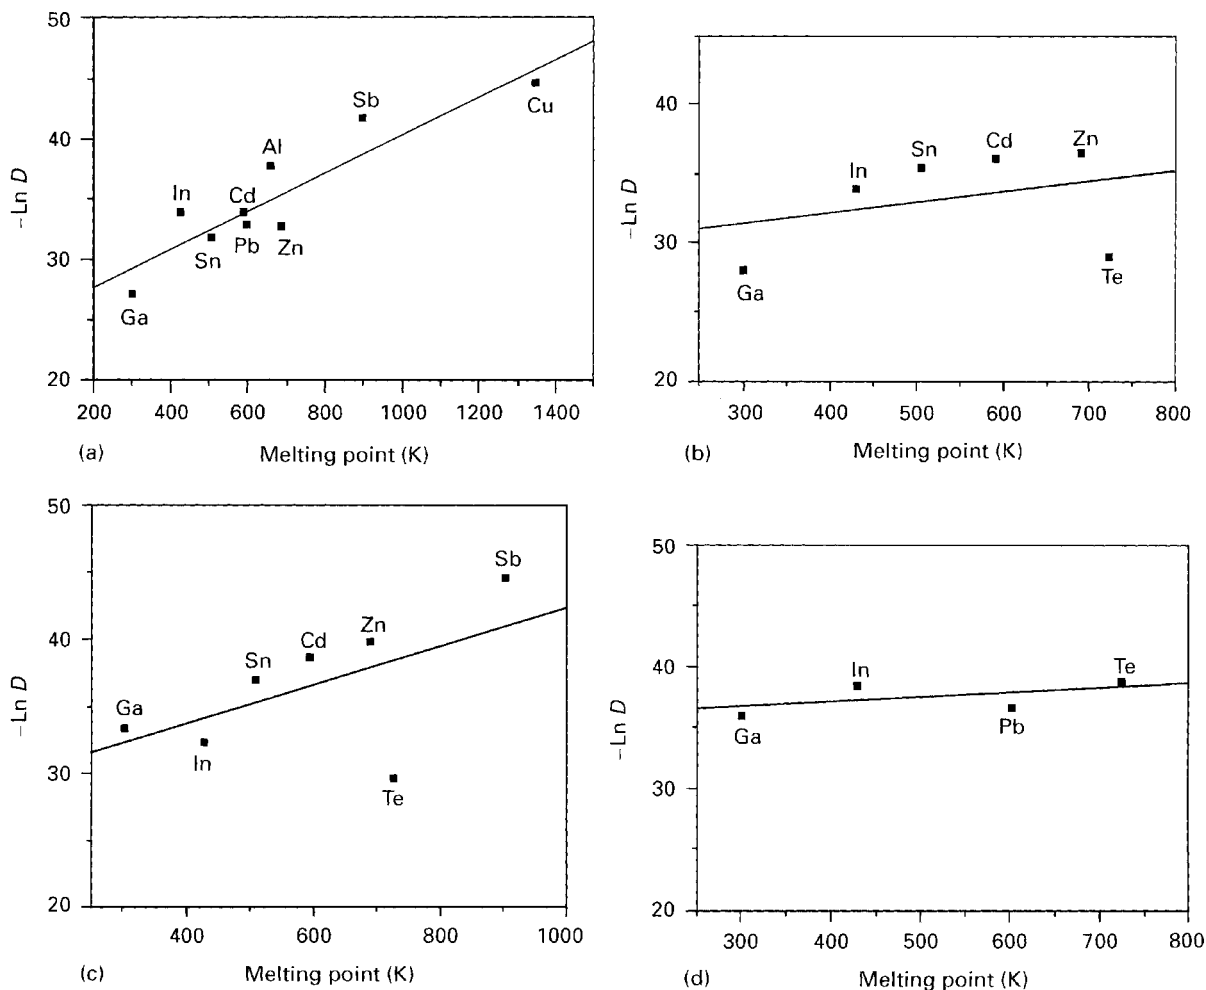 50
40
30
20
−Ln D
Sb
Cu
Al
In
Cd
Sn
Pb
Zn
Ga
200 400 600 800 1000 1200 1400
(a) Melting point (K)
40
30
20
−Ln D
In
Sn
Cd
Zn
Ga
Te
300 400 500 600 700 800
(b) Melting point (K)
50
40
30
20
−Ln D
Sb
Zn
Cd
Sn
Ga
In
Te
400 600 800 1000
(c) Melting point (K)
50
40
30
20
−Ln D
In
Te
Ga
Pb
300 400 500 600 700 800
(d) Melting point (K)